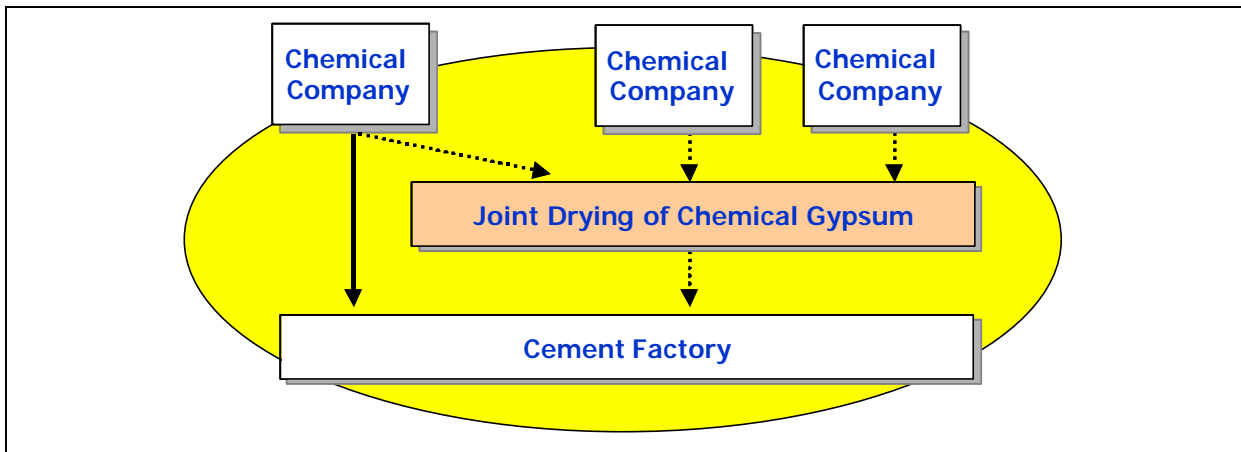 Chemical
Company
Chemical
Company
Chemical
Company
Joint Drying of Chemical Gypsum
Cement Factory